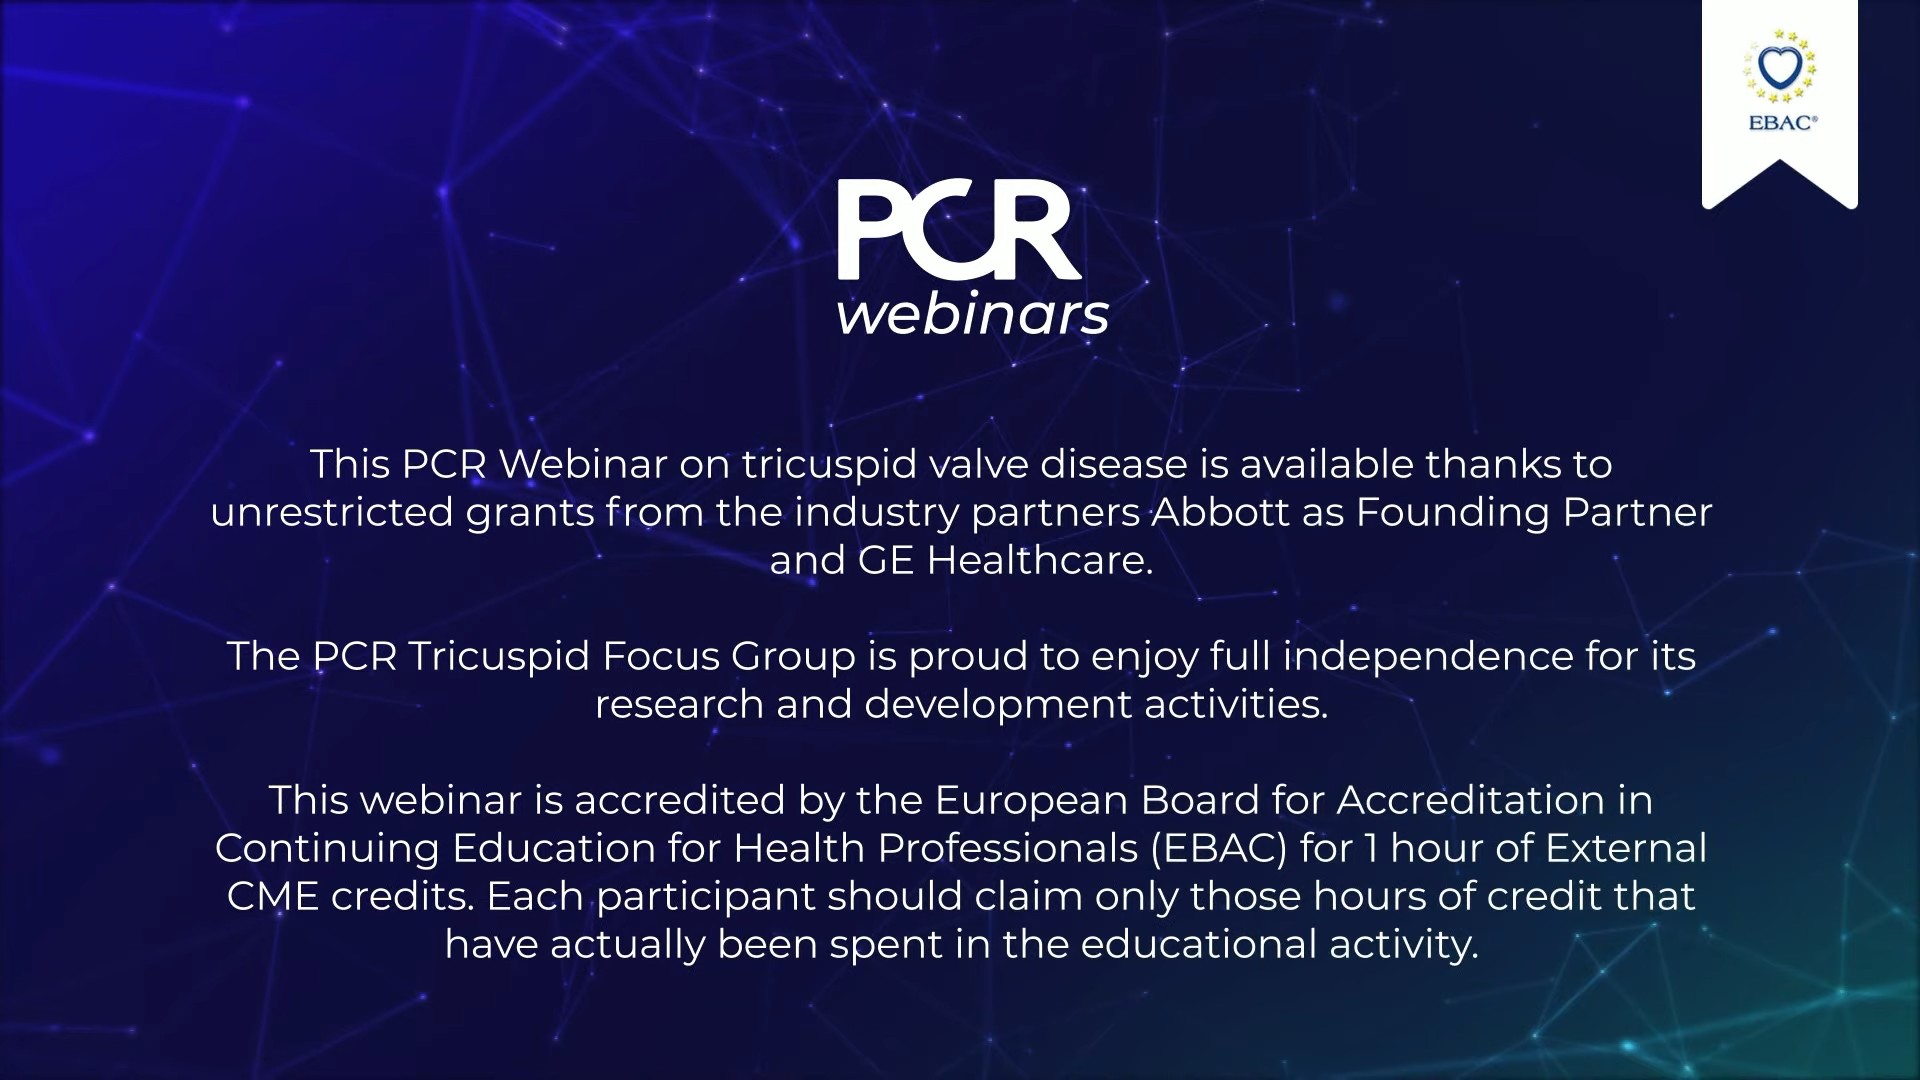 EBAC®
PCR
webinars
This PCR Webinar on tricuspid valve disease is available thanks to
unrestricted grants from the industry partners Abbott as Founding Partner
and GE Healthcare.
The PCR Tricuspid Focus Group is proud to enjoy full independence for its
research and development activities.
This webinar is accredited by the European Board for Accreditation in
Continuing Education for Health Professionals (EBAC) for 1 hour of External
CME credits. Each participant should claim only those hours of credit that
have actually been spent in the educational activity.